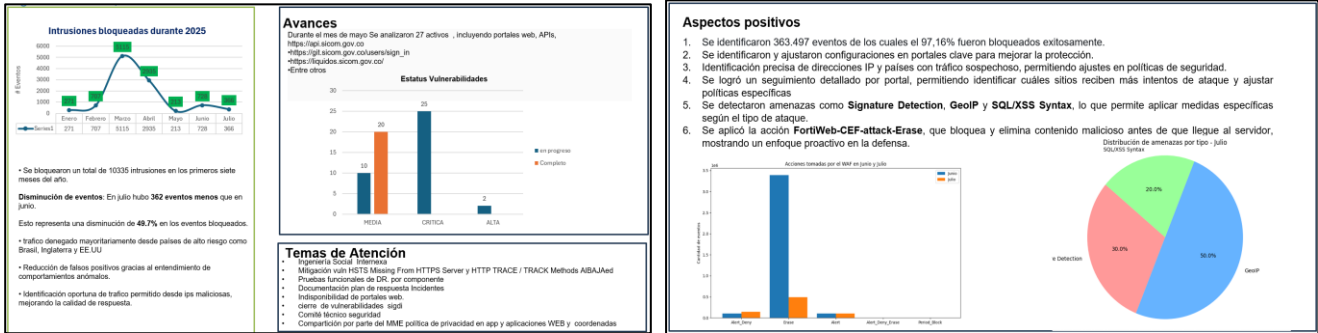 Intrusiones bloqueadas durante 2025
# Eventos
6000
5000
4000
3000
2000
1000
0
Enero Febrero Marzo Abril Mayo Junio Julio
Series1 271 707 5115 2935 213 728 366
• Se bloquearon un total de 10335 intrusiones en los primeros siete
meses del año.
Disminución de eventos: En julio hubo 362 eventos menos que en
junio.
Esto representa una disminución de 49.7% en los eventos bloqueados.
• trafico denegado mayoritariamente desde países de alto riesgo como
Brasil, Inglaterra y EE.UU
• Reducción de falsos positivos gracias al entendimiento de
comportamientos anómalos.
• Identificación oportuna de trafico permitido desde ips maliciosas,
mejorando la calidad de respuesta.
Avances
Durante el mes de mayo Se analizaron 27 activos , incluyendo portales web, APIs,
https://api.sicom.gov.co
•https://git.sicom.gov.co/users/sign_in
•https://liquidos.sicom.gov.co/
•Entre otros
Estatus Vulnerabilidades
30
25
20
15
10
5
0
10
20
25
2
MEDIA CRITICA ALTA
en progreso
Completo
Temas de Atención
• Ingeniería Social Internexa
• Mitigación vuln HSTS Missing From HTTPS Server y HTTP TRACE / TRACK Methods AIBAJAed
• Pruebas funcionales de DR. por componente
• Documentación plan de respuesta Incidentes
• Indisponibilidad de portales web.
• cierre de vulnerabilidades sigdi
• Comité técnico seguridad
• Compartición por parte del MME política de privacidad en app y aplicaciones WEB y coordenadas
Aspectos positivos
1. Se identificaron 363.497 eventos de los cuales el 97,16% fueron bloqueados exitosamente.
2. Se identificaron y ajustaron configuraciones en portales clave para mejorar la protección.
3. Identificación precisa de direcciones IP y países con tráfico sospechoso, permitiendo ajustes en políticas de seguridad.
4. Se logró un seguimiento detallado por portal, permitiendo identificar cuáles sitios reciben más intentos de ataque y ajustar
políticas específicas
5. Se detectaron amenazas como Signature Detection, GeoIP y SQL/XSS Syntax, lo que permite aplicar medidas específicas
según el tipo de ataque.
6. Se aplicó la acción FortiWeb-CEF-attack-Erase, que bloquea y elimina contenido malicioso antes de que llegue al servidor,
mostrando un enfoque proactivo en la defensa.
Acciones tomadas por el WAF en Junio y Julio
Cantidad de eventos
Junio
Julio
Alert_Deny Erase Alert Alert_Deny_Erase Period_Block
Distribución de amenazas por tipo - Julio
SQL/XSS Syntax
20.0%
30.0%
50.0%
e Detection
GeoIP